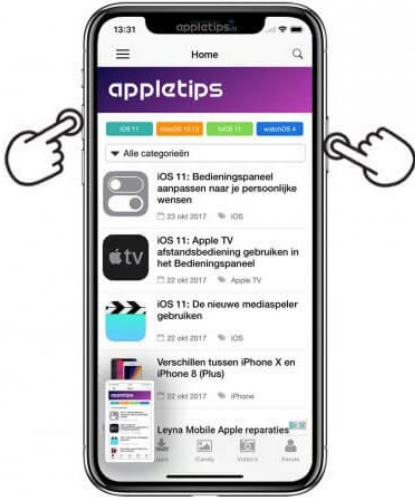 13:31
appletips
Home
appletips
iOS 11
macOS 10.13
tvOS 11
watchOS 4
Alle categorieën
iOS 11: Bedieningspaneel
aanpassen naar je persoonlijke
wensen
23 okt 2017 iOS
tv
iOS 11: Apple TV
afstandsbediening gebruiken in
het Bedieningspaneel
22 okt 2017 Apple TV
iOS 11: De nieuwe mediaspeler
gebruiken
22 okt 2017 iOS
Verschillen tussen iPhone X en
iPhone 8 (Plus)
22 okt 2017 iPhone
Leyna Mobile Apple reparaties
iCandy
Video's
Forum